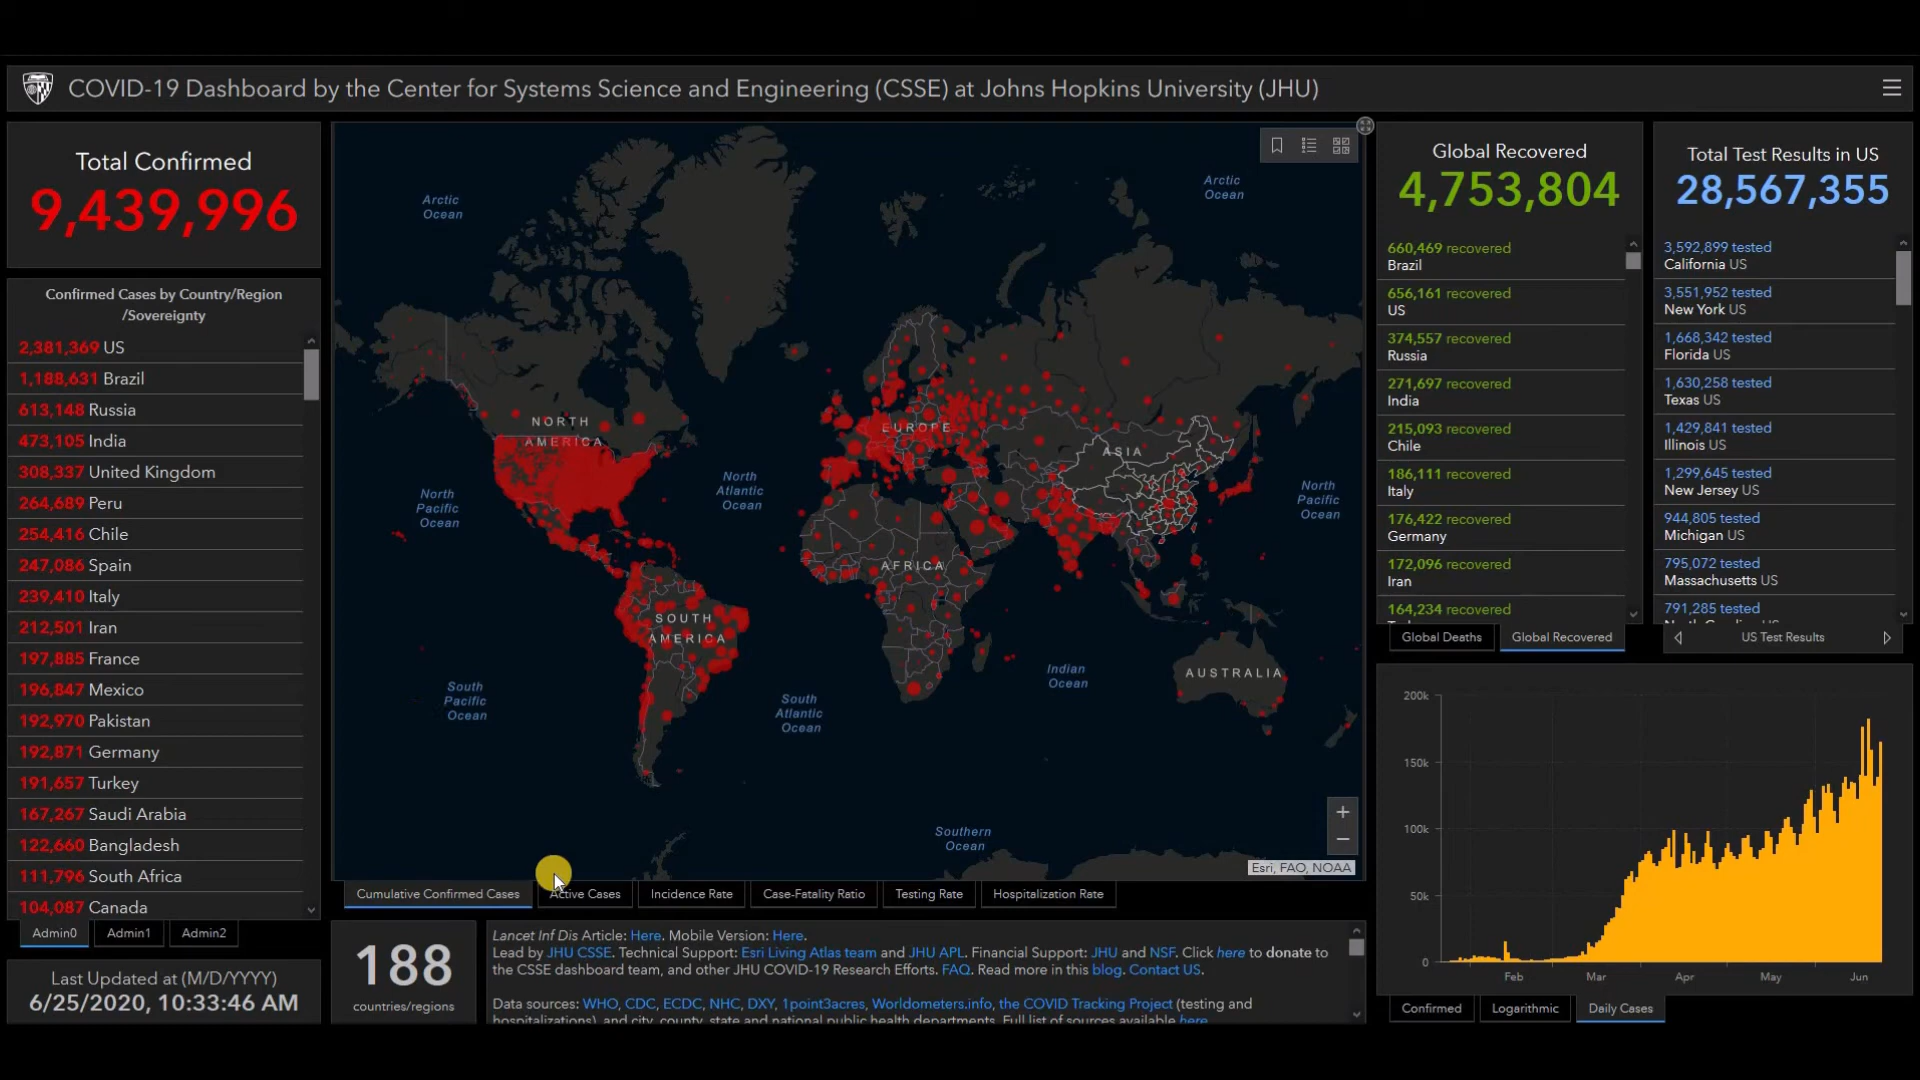 COVID-19 Dashboard by the Center for Systems Science and Engineering (CSSE) at Johns Hopkins University (JHU)
Total Confirmed
9,439,996
Confirmed Cases by Country/Region
/Sovereignty
2,381,369 US
1,188,631 Brazil
613,148 Russia
473,105 India
308,337 United Kingdom
264,689 Peru
254,416 Chile
247,086 Spain
239,410 Italy
212,501 Iran
197,885 France
196,847 Mexico
192,970 Pakistan
192,871 Germany
191,657 Turkey
167,267 Saudi Arabia
122,660 Bangladesh
111,796 South Africa
104,087 Canada
Admin0
Admin1
Admin2
Last Updated at (M/D/YYYY)
6/25/2020, 10:33:46 AM
Arctic
Ocean
Arctic
Ocean
NORTH
AMERICA
EUROPE
ASIA
North
Atlantic
Ocean
North
Pacific
Ocean
North
Pacific
Ocean
AFRICA
SOUTH
AMERICA
Indian
Ocean
AUSTRALIA
South
Pacific
Ocean
South
Atlantic
Ocean
Southern
Ocean
Esri, FAO, NOAA
Cumulative Confirmed Cases
Active Cases
Incidence Rate
Case-Fatality Ratio
Testing Rate
Hospitalization Rate
188
countries/regions
Lancet Inf Dis Article: Here. Mobile Version: Here.
Lead by JHU CSSE. Technical Support: Esri Living Atlas team and JHU APL. Financial Support: JHU and NSF. Click here to donate to
the CSSE dashboard team, and other JHU COVID-19 Research Efforts. FAQ. Read more in this blog. Contact US.
Data sources: WHO, CDC, ECDC, NHC, DXY, 1point3acres, Worldometers.info, the COVID Tracking Project (testing and
hospitalizations), and city, county, state and national public health departments. Full list of sources available here.
Global Recovered
4,753,804
660,469 recovered
Brazil
656,161 recovered
US
374,557 recovered
Russia
271,697 recovered
India
215,093 recovered
Chile
186,111 recovered
Italy
176,422 recovered
Germany
172,096 recovered
Iran
164,234 recovered
Global Deaths
Global Recovered
Total Test Results in US
28,567,355
3,592,899 tested
California US
3,551,952 tested
New York US
1,668,342 tested
Florida US
1,630,258 tested
Texas US
1,429,841 tested
Illinois US
1,299,645 tested
New Jersey US
944,805 tested
Michigan US
795,072 tested
Massachusetts US
791,285 tested
US Test Results
200k
150k
100k
50k
0
Feb
Mar
Apr
May
Jun
Confirmed
Logarithmic
Daily Cases